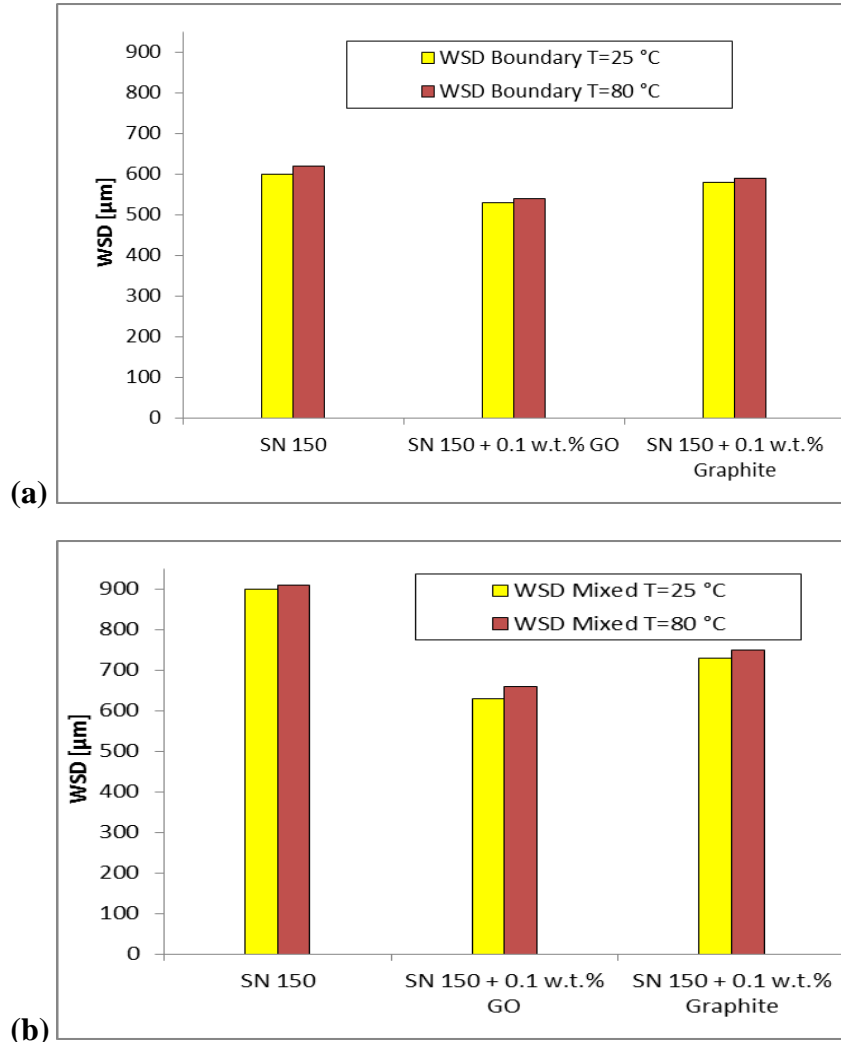 900
800
700
600
500
400
300
200
100
0
WSD [µm]
WSD Boundary T=25 °C
WSD Boundary T=80 °C
SN 150
SN 150 + 0.1 w.t.% GO
SN 150 + 0.1 w.t.%
Graphite
(a)
900
800
700
600
500
400
300
200
100
0
WSD [µm]
WSD Mixed T=25 °C
WSD Mixed T=80 °C
SN 150
SN 150 + 0.1 w.t.%
GO
SN 150 + 0.1 w.t.%
Graphite
(b)